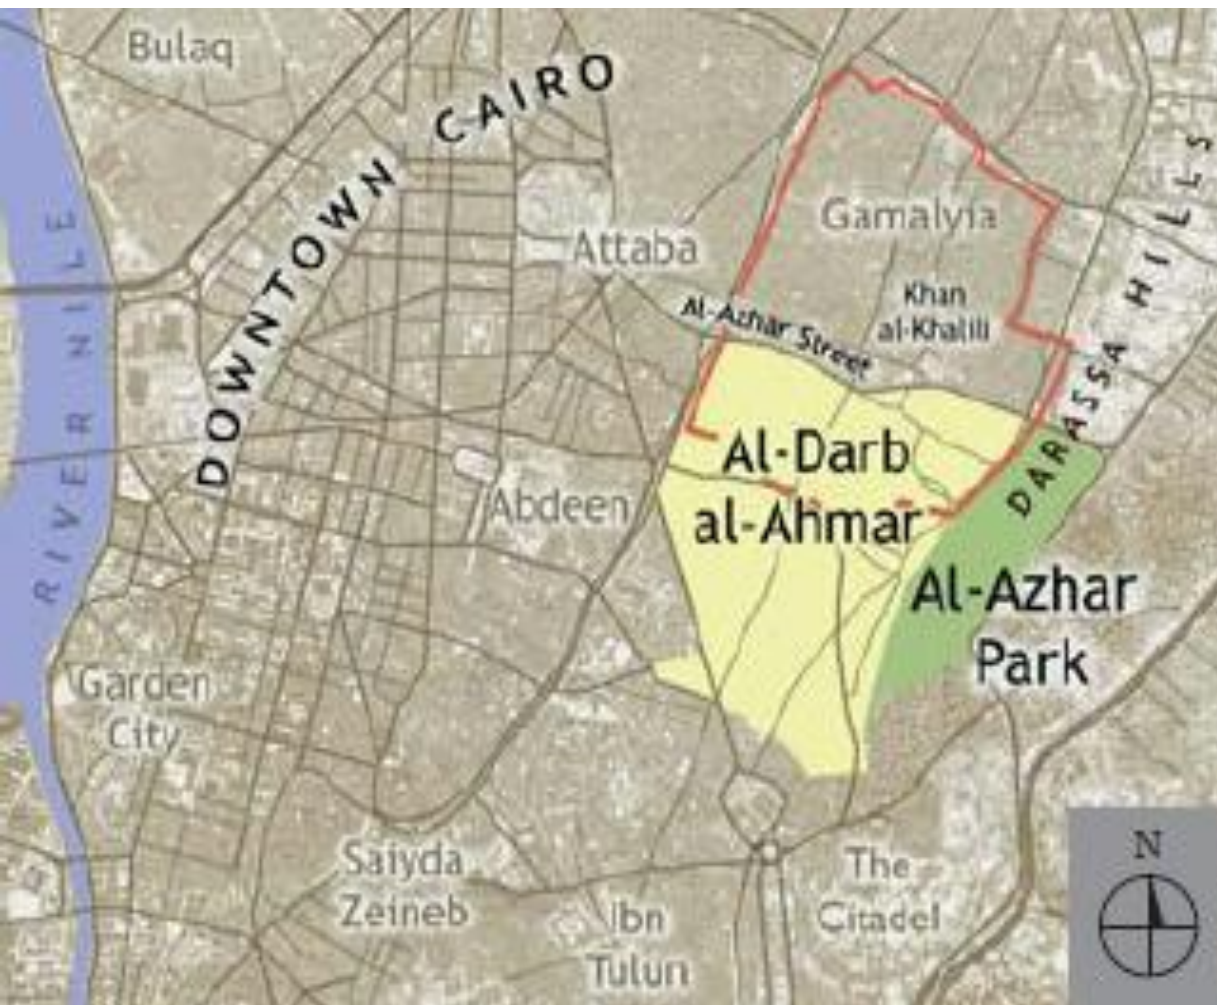 Bulaq
DOWNTOWN CAIRO
RIVER NILE
Attaba
Gamalyia
Khan
al-Khalili
Al-Azhar Street
DARASSA HILLS
Al-Darb
al-Ahmar
Abdeen
Al-Azhar
Park
Garden
City
Saiyda
Zeineb
Ibn
Tulun
The
Citadel
N